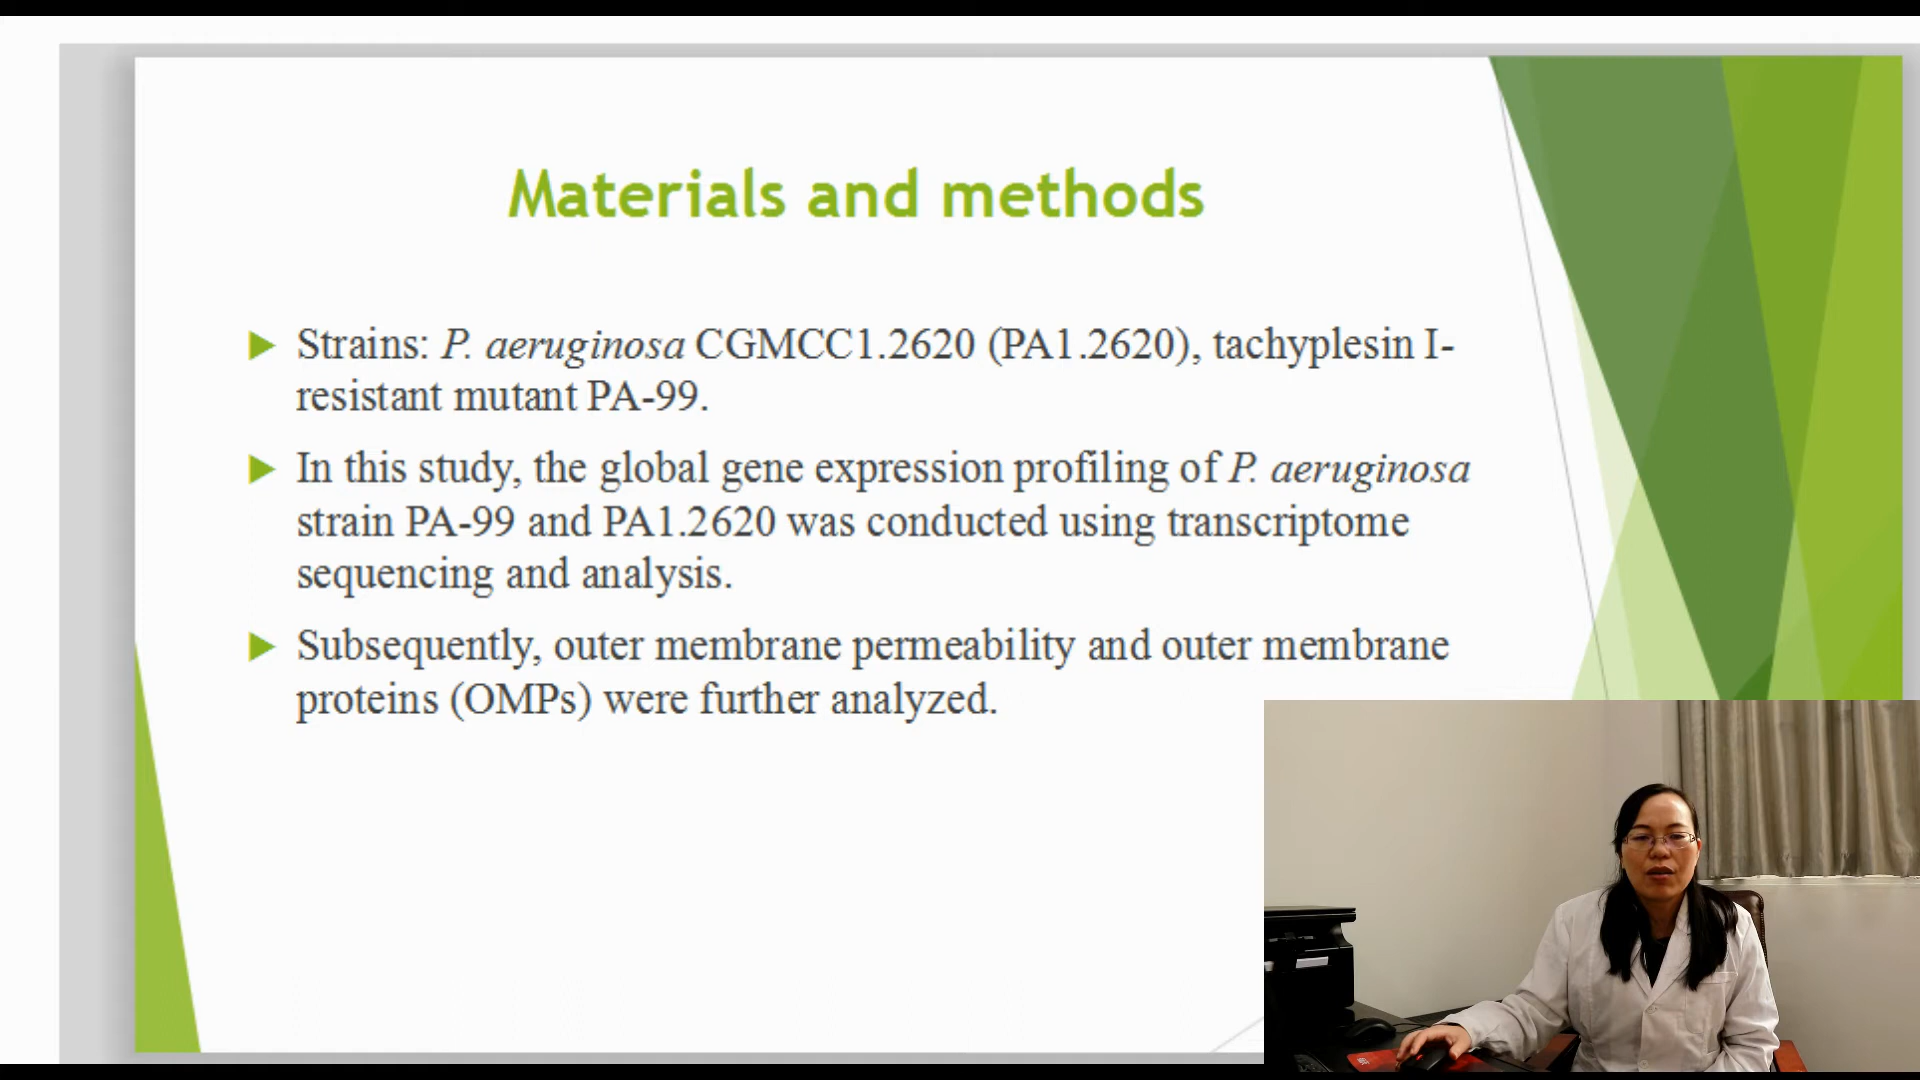 Materials and methods
Strains: P. aeruginosa CGMCC1.2620 (PA1.2620), tachyplesin I-
resistant mutant PA-99.
In this study, the global gene expression profiling of P. aeruginosa
strain PA-99 and PA1.2620 was conducted using transcriptome
sequencing and analysis.
Subsequently, outer membrane permeability and outer membrane
proteins (OMPs) were further analyzed.